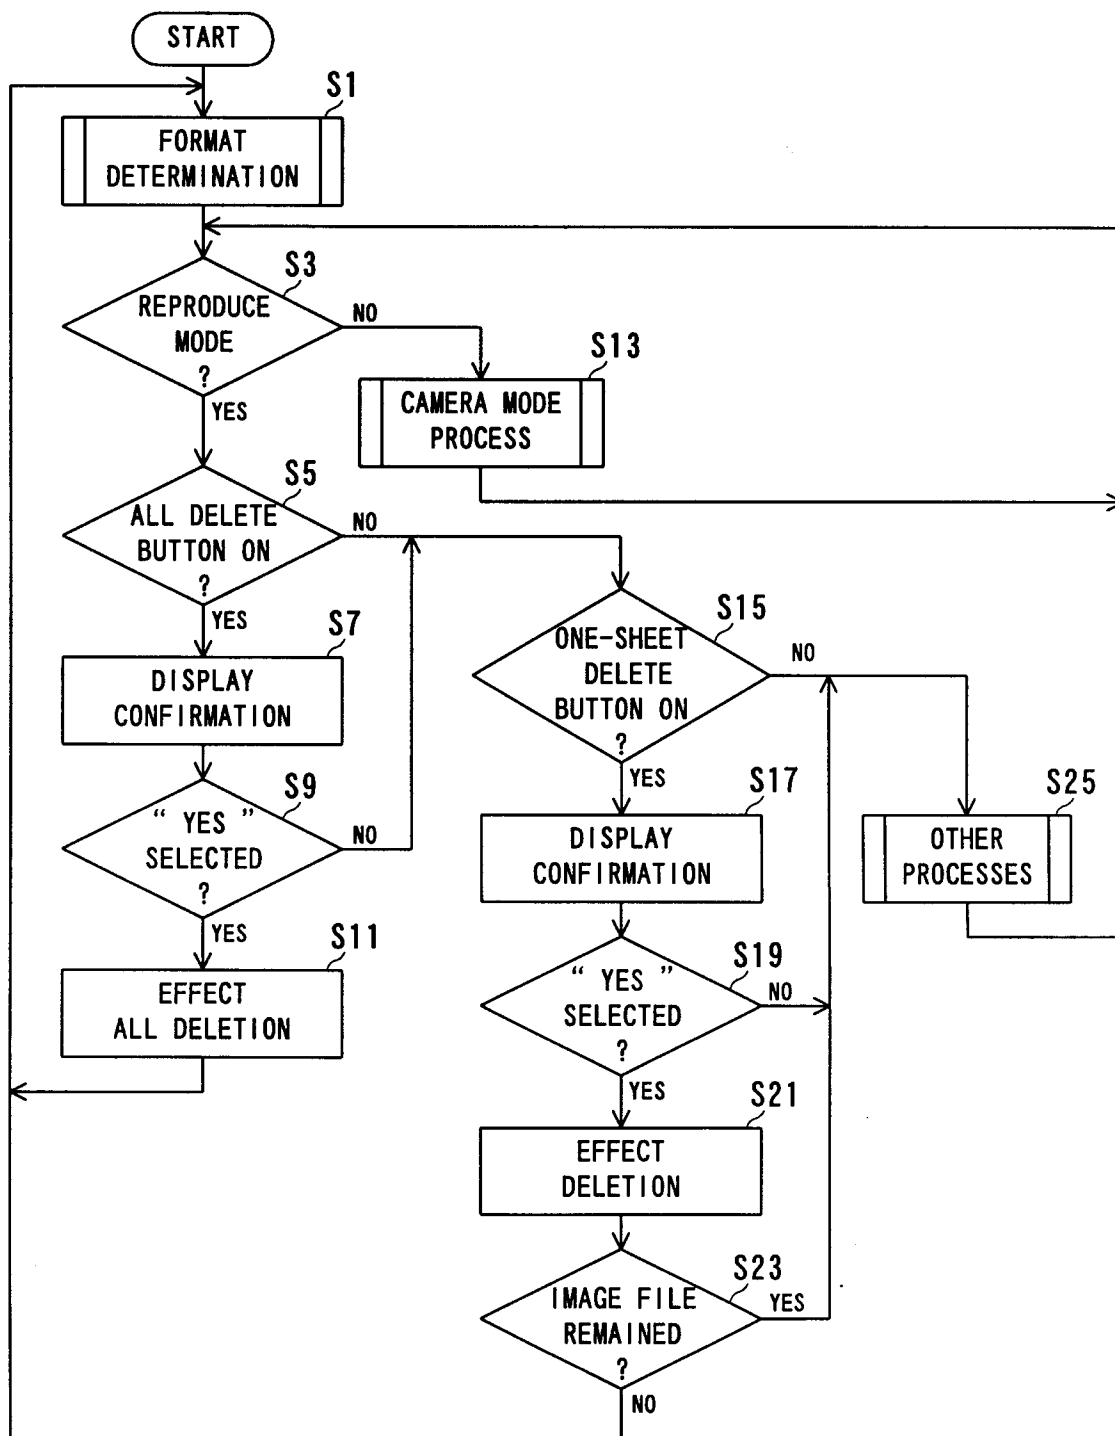 START
S1
FORMAT
DETERMINATION
S3
REPRODUCE
MODE
?
NO
YES
S13
CAMERA MODE
PROCESS
S5
ALL DELETE
BUTTON ON
?
NO
YES
S7
DISPLAY
CONFIRMATION
S9
“ YES ”
SELECTED
?
NO
YES
S11
EFFECT
ALL DELETION
S15
ONE-SHEET
DELETE
BUTTON ON
?
NO
YES
S17
DISPLAY
CONFIRMATION
S25
OTHER
PROCESSES
S19
“ YES ”
SELECTED
?
NO
YES
S21
EFFECT
DELETION
S23
IMAGE FILE
REMAINED
?
YES
NO